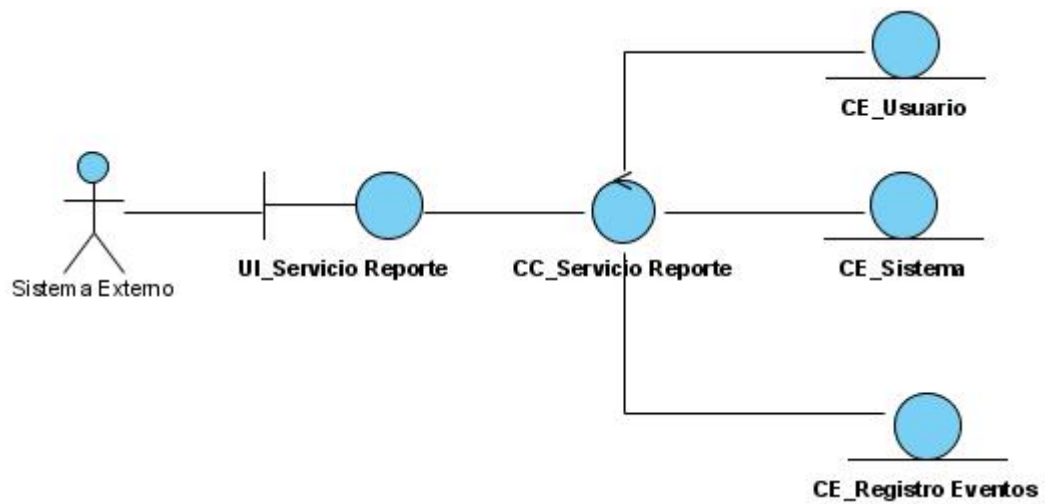 CE_Usuario
Sistema Externo
UI_Servicio Reporte
CC_Servicio Reporte
CE_Sistema
CE_Registro Eventos